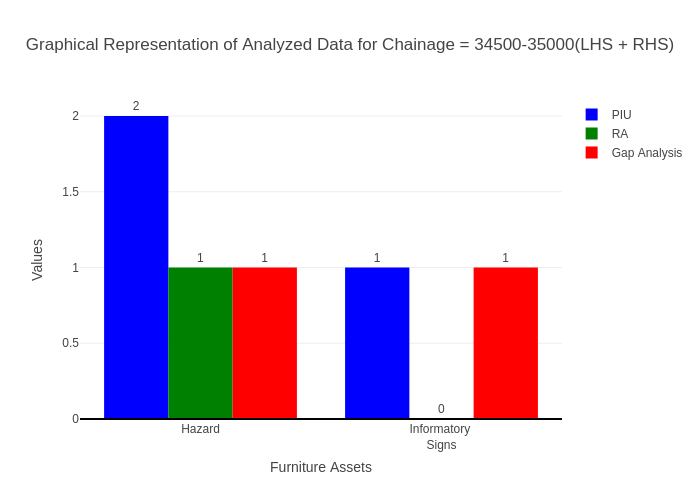 Graphical Representation of Analyzed Data for Chainage = 34500-35000(LHS + RHS)
PIU
RA
Gap Analysis
Values
2
1.5
1
0.5
0
2
1
1
1
0
1
Hazard
Informatory
Signs
Furniture Assets